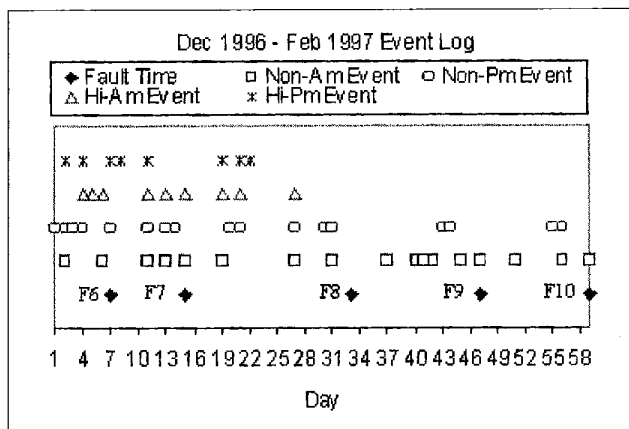 Dec 1996 - Feb 1997 Event Log
Fault Time Non-Am Event Non-Pm Event
Hi-Am Event Hi-Pm Event
F6 F7 F8 F9 F10
1 4 7 10 13 16 19 22 25 28 31 34 37 40 43 46 49 52 55 58
Day